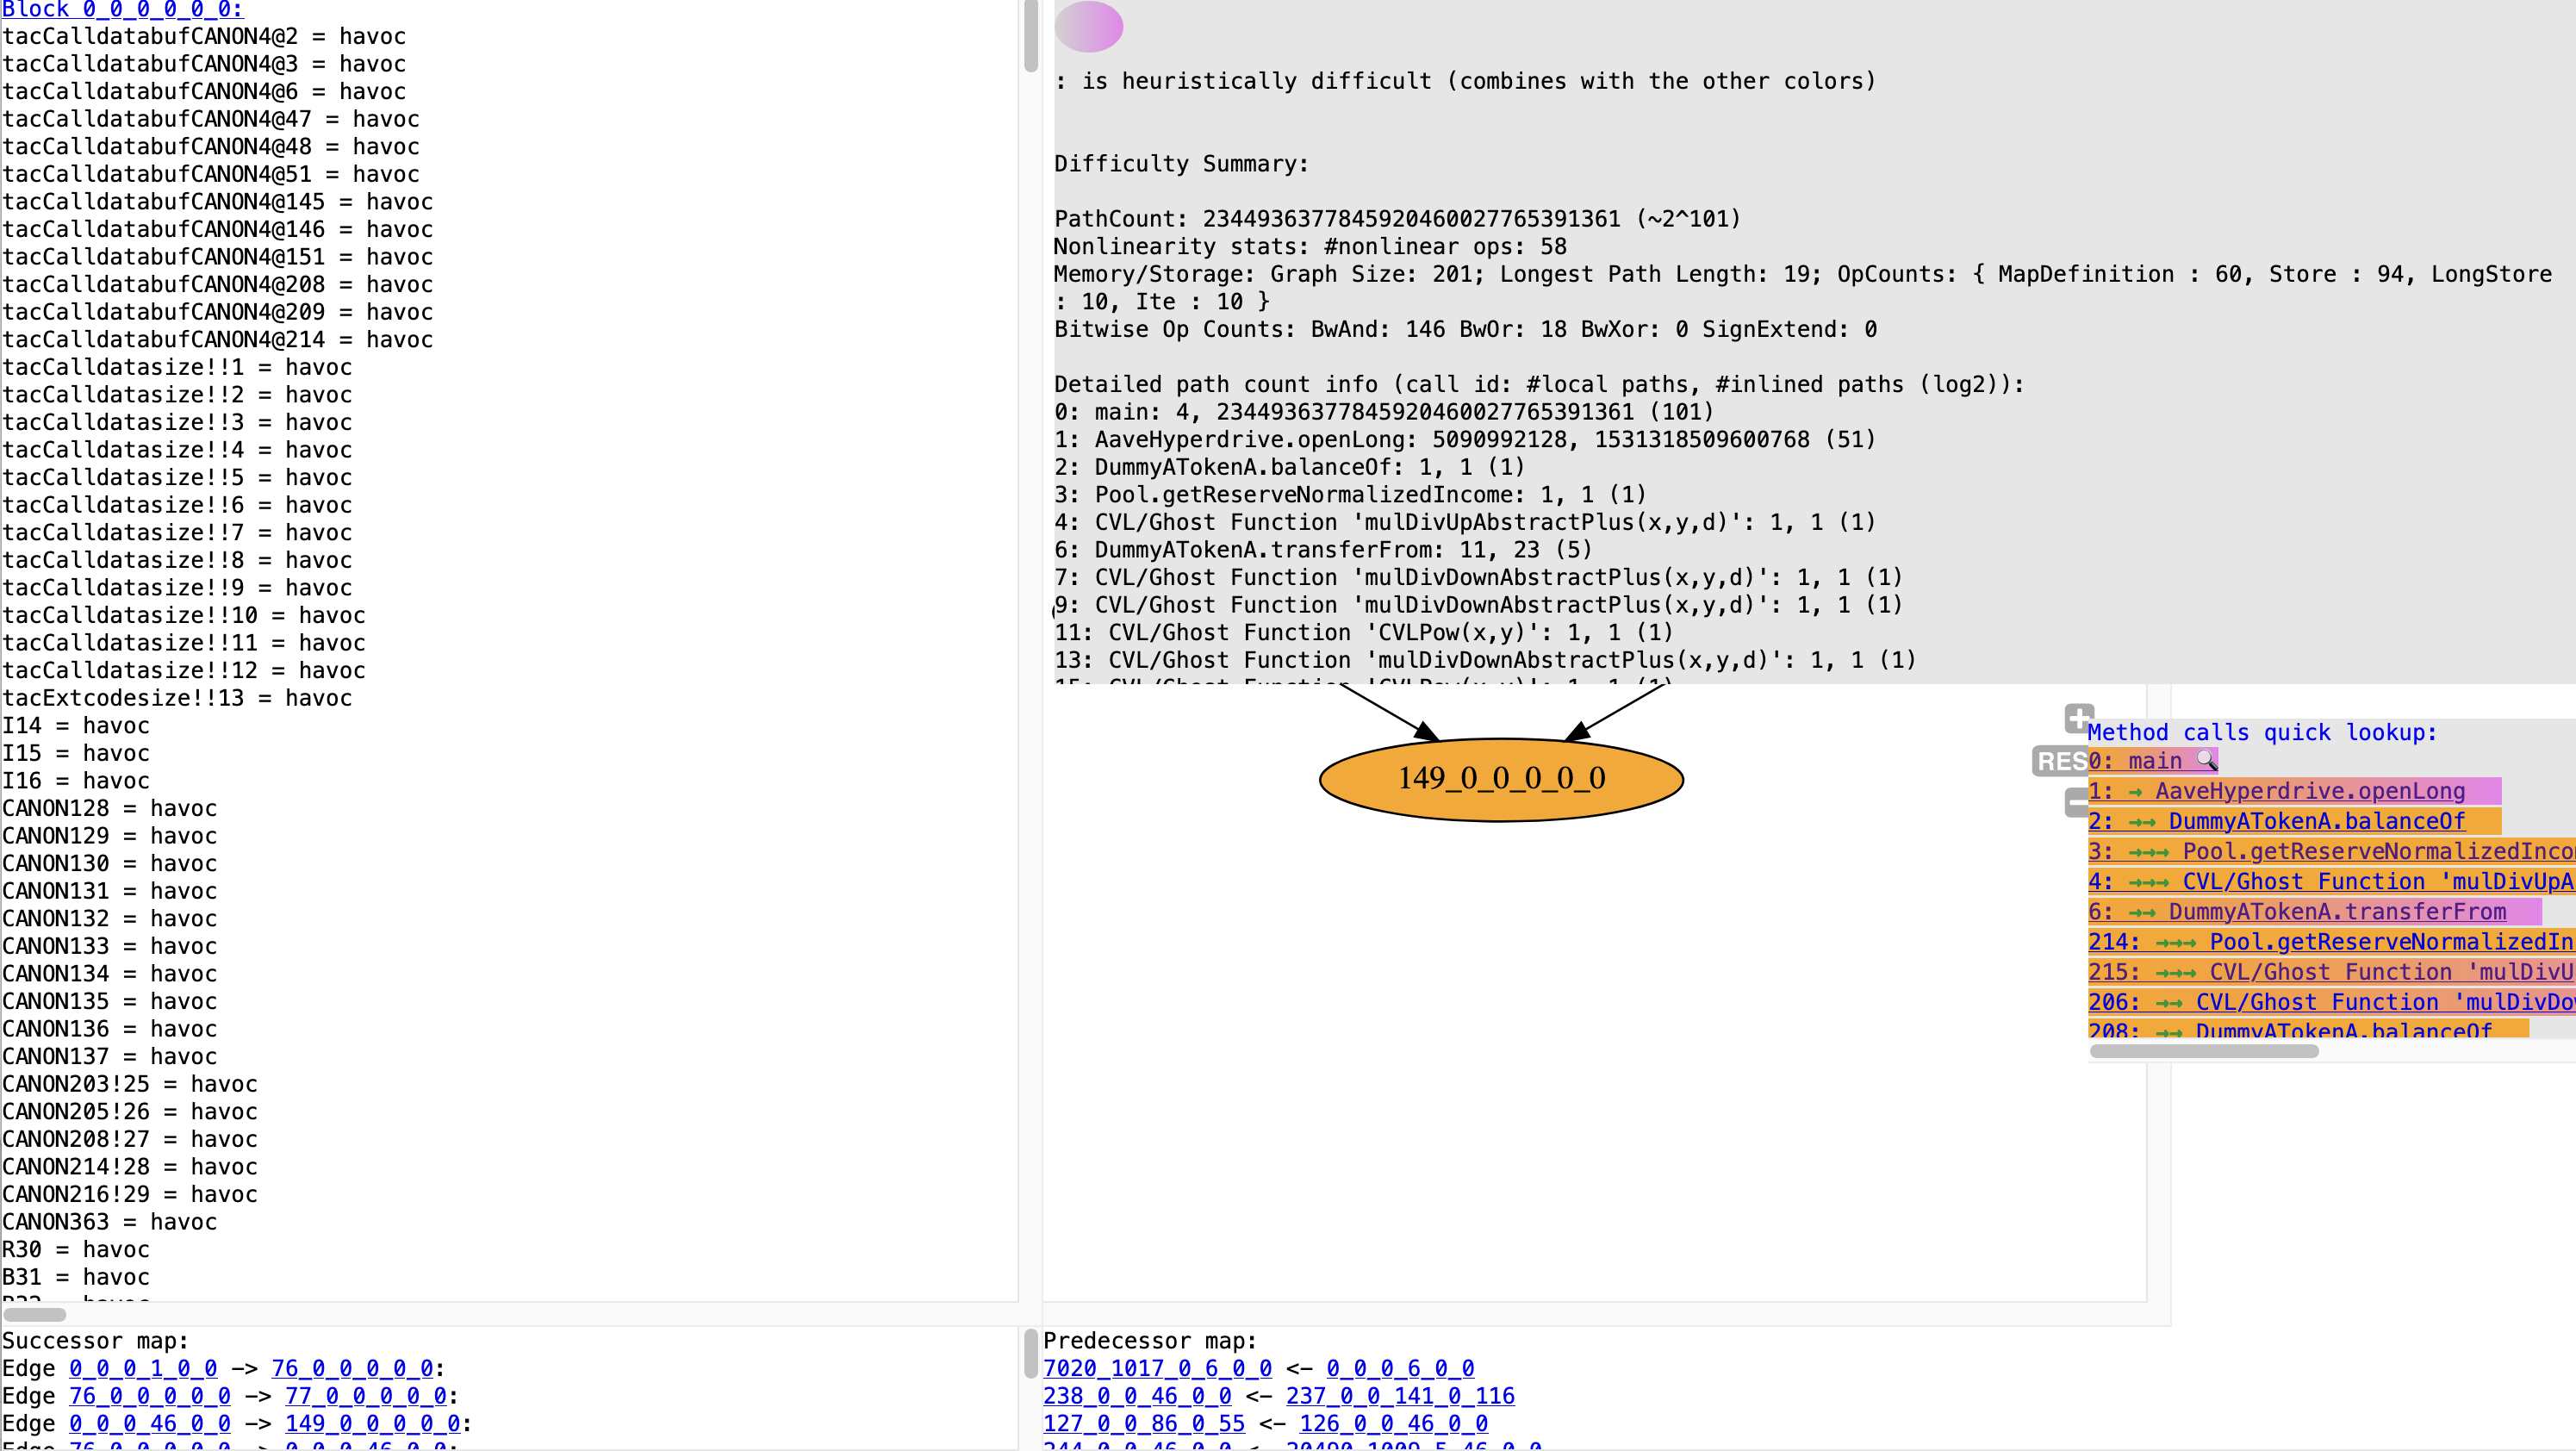 Block 0_0_0_0_0_0:
tacCalldatabufCANON4@2 = havoc
tacCalldatabufCANON4@3 = havoc
tacCalldatabufCANON4@6 = havoc
tacCalldatabufCANON4@47 = havoc
tacCalldatabufCANON4@48 = havoc
tacCalldatabufCANON4@51 = havoc
tacCalldatabufCANON4@145 = havoc
tacCalldatabufCANON4@146 = havoc
tacCalldatabufCANON4@151 = havoc
tacCalldatabufCANON4@208 = havoc
tacCalldatabufCANON4@209 = havoc
tacCalldatabufCANON4@214 = havoc
tacCalldatasize!!1 = havoc
tacCalldatasize!!2 = havoc
tacCalldatasize!!3 = havoc
tacCalldatasize!!4 = havoc
tacCalldatasize!!5 = havoc
tacCalldatasize!!6 = havoc
tacCalldatasize!!7 = havoc
tacCalldatasize!!8 = havoc
tacCalldatasize!!9 = havoc
tacCalldatasize!!10 = havoc
tacCalldatasize!!11 = havoc
tacCalldatasize!!12 = havoc
tacExtcodesize!!13 = havoc
I14 = havoc
I15 = havoc
I16 = havoc
CANON128 = havoc
CANON129 = havoc
CANON130 = havoc
CANON131 = havoc
CANON132 = havoc
CANON133 = havoc
CANON134 = havoc
CANON135 = havoc
CANON136 = havoc
CANON137 = havoc
CANON203!25 = havoc
CANON205!26 = havoc
CANON208!27 = havoc
CANON214!28 = havoc
CANON216!29 = havoc
CANON363 = havoc
R30 = havoc
B31 = havoc
: is heuristically difficult (combines with the other colors)
Difficulty Summary:
PathCount: 2344936377845920460027765391361 (~2^101)
Nonlinearity stats: #nonlinear ops: 58
Memory/Storage: Graph Size: 201; Longest Path Length: 19; OpCounts: { MapDefinition : 60, Store : 94, LongStore
: 10, Ite : 10 }
Bitwise Op Counts: BwAnd: 146 BwOr: 18 BwXor: 0 SignExtend: 0
Detailed path count info (call id: #local paths, #inlined paths (log2)):
0: main: 4, 2344936377845920460027765391361 (101)
1: AaveHyperdrive.openLong: 5090992128, 1531318509600768 (51)
2: DummyATokenA.balanceOf: 1, 1 (1)
3: Pool.getReserveNormalizedIncome: 1, 1 (1)
4: CVL/Ghost Function 'mulDivUpAbstractPlus(x,y,d)': 1, 1 (1)
6: DummyATokenA.transferFrom: 11, 23 (5)
7: CVL/Ghost Function 'mulDivDownAbstractPlus(x,y,d)': 1, 1 (1)
9: CVL/Ghost Function 'mulDivDownAbstractPlus(x,y,d)': 1, 1 (1)
11: CVL/Ghost Function 'CVLPow(x,y)': 1, 1 (1)
13: CVL/Ghost Function 'mulDivDownAbstractPlus(x,y,d)': 1, 1 (1)
15: CVL/Ghost Function 'CVLPow(x,y)': 1, 1 (1)
149_0_0_0_0_0
+
RES
−
Method calls quick lookup:
0: main 🔍
1: → AaveHyperdrive.openLong
2: →→ DummyATokenA.balanceOf
3: →→→ Pool.getReserveNormalizedInco
4: →→→ CVL/Ghost Function 'mulDivUpA
6: →→ DummyATokenA.transferFrom
214: →→→ Pool.getReserveNormalizedIn
215: →→→ CVL/Ghost Function 'mulDivU
206: →→ CVL/Ghost Function 'mulDivDo
208: →→ DummyATokenA.balanceOf
Successor map:
Edge 0_0_0_1_0_0 -> 76_0_0_0_0_0:
Edge 76_0_0_0_0_0 -> 77_0_0_0_0_0:
Edge 0_0_0_46_0_0 -> 149_0_0_0_0_0:
Edge 76_0_0_0_0_0 -> 0_0_0_46_0_0:
Predecessor map:
7020_1017_0_6_0_0 <- 0_0_0_6_0_0
238_0_0_46_0_0 <- 237_0_0_141_0_116
127_0_0_86_0_55 <- 126_0_0_46_0_0